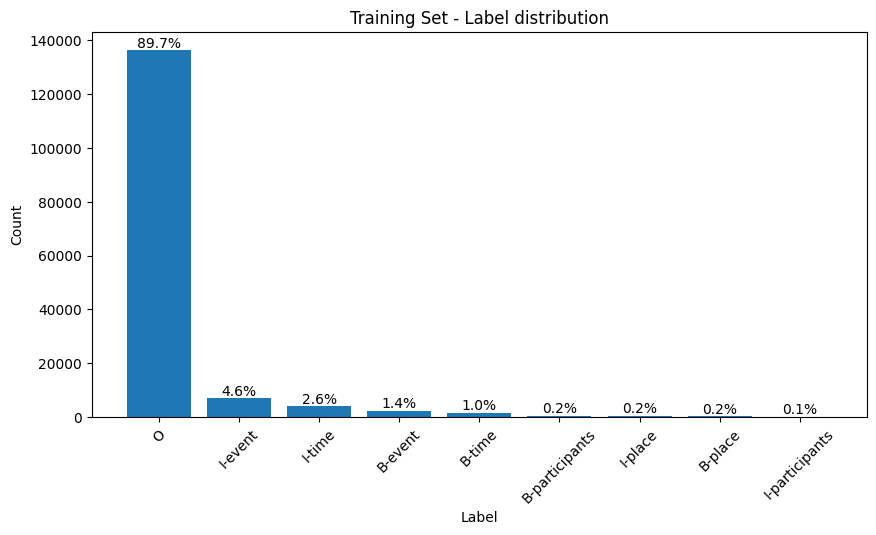 Training Set - Label distribution
140000
120000
100000
80000
60000
40000
20000
0
Count
89.7%
4.6%
2.6%
1.4%
1.0%
0.2%
0.2%
0.2%
0.1%
O
I-event
I-time
B-event
B-time
B-participants
I-place
B-place
I-participants
Label